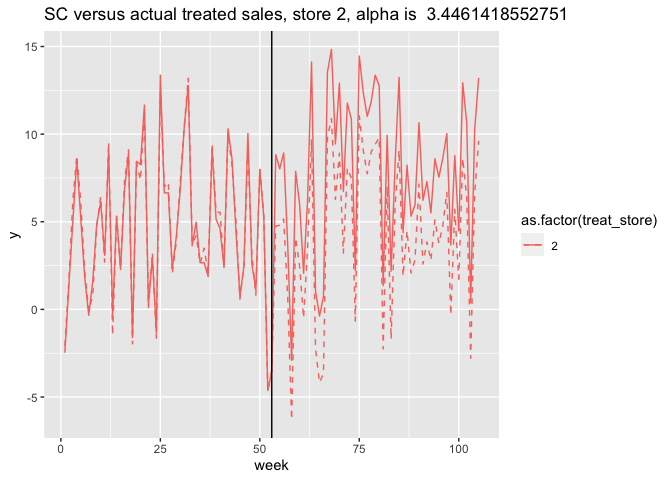 SC versus actual treated sales, store 2, alpha is  3.4461418552751
15
10
5
0
-5
y
0
25
50
75
100
week
as.factor(treat_store)
2